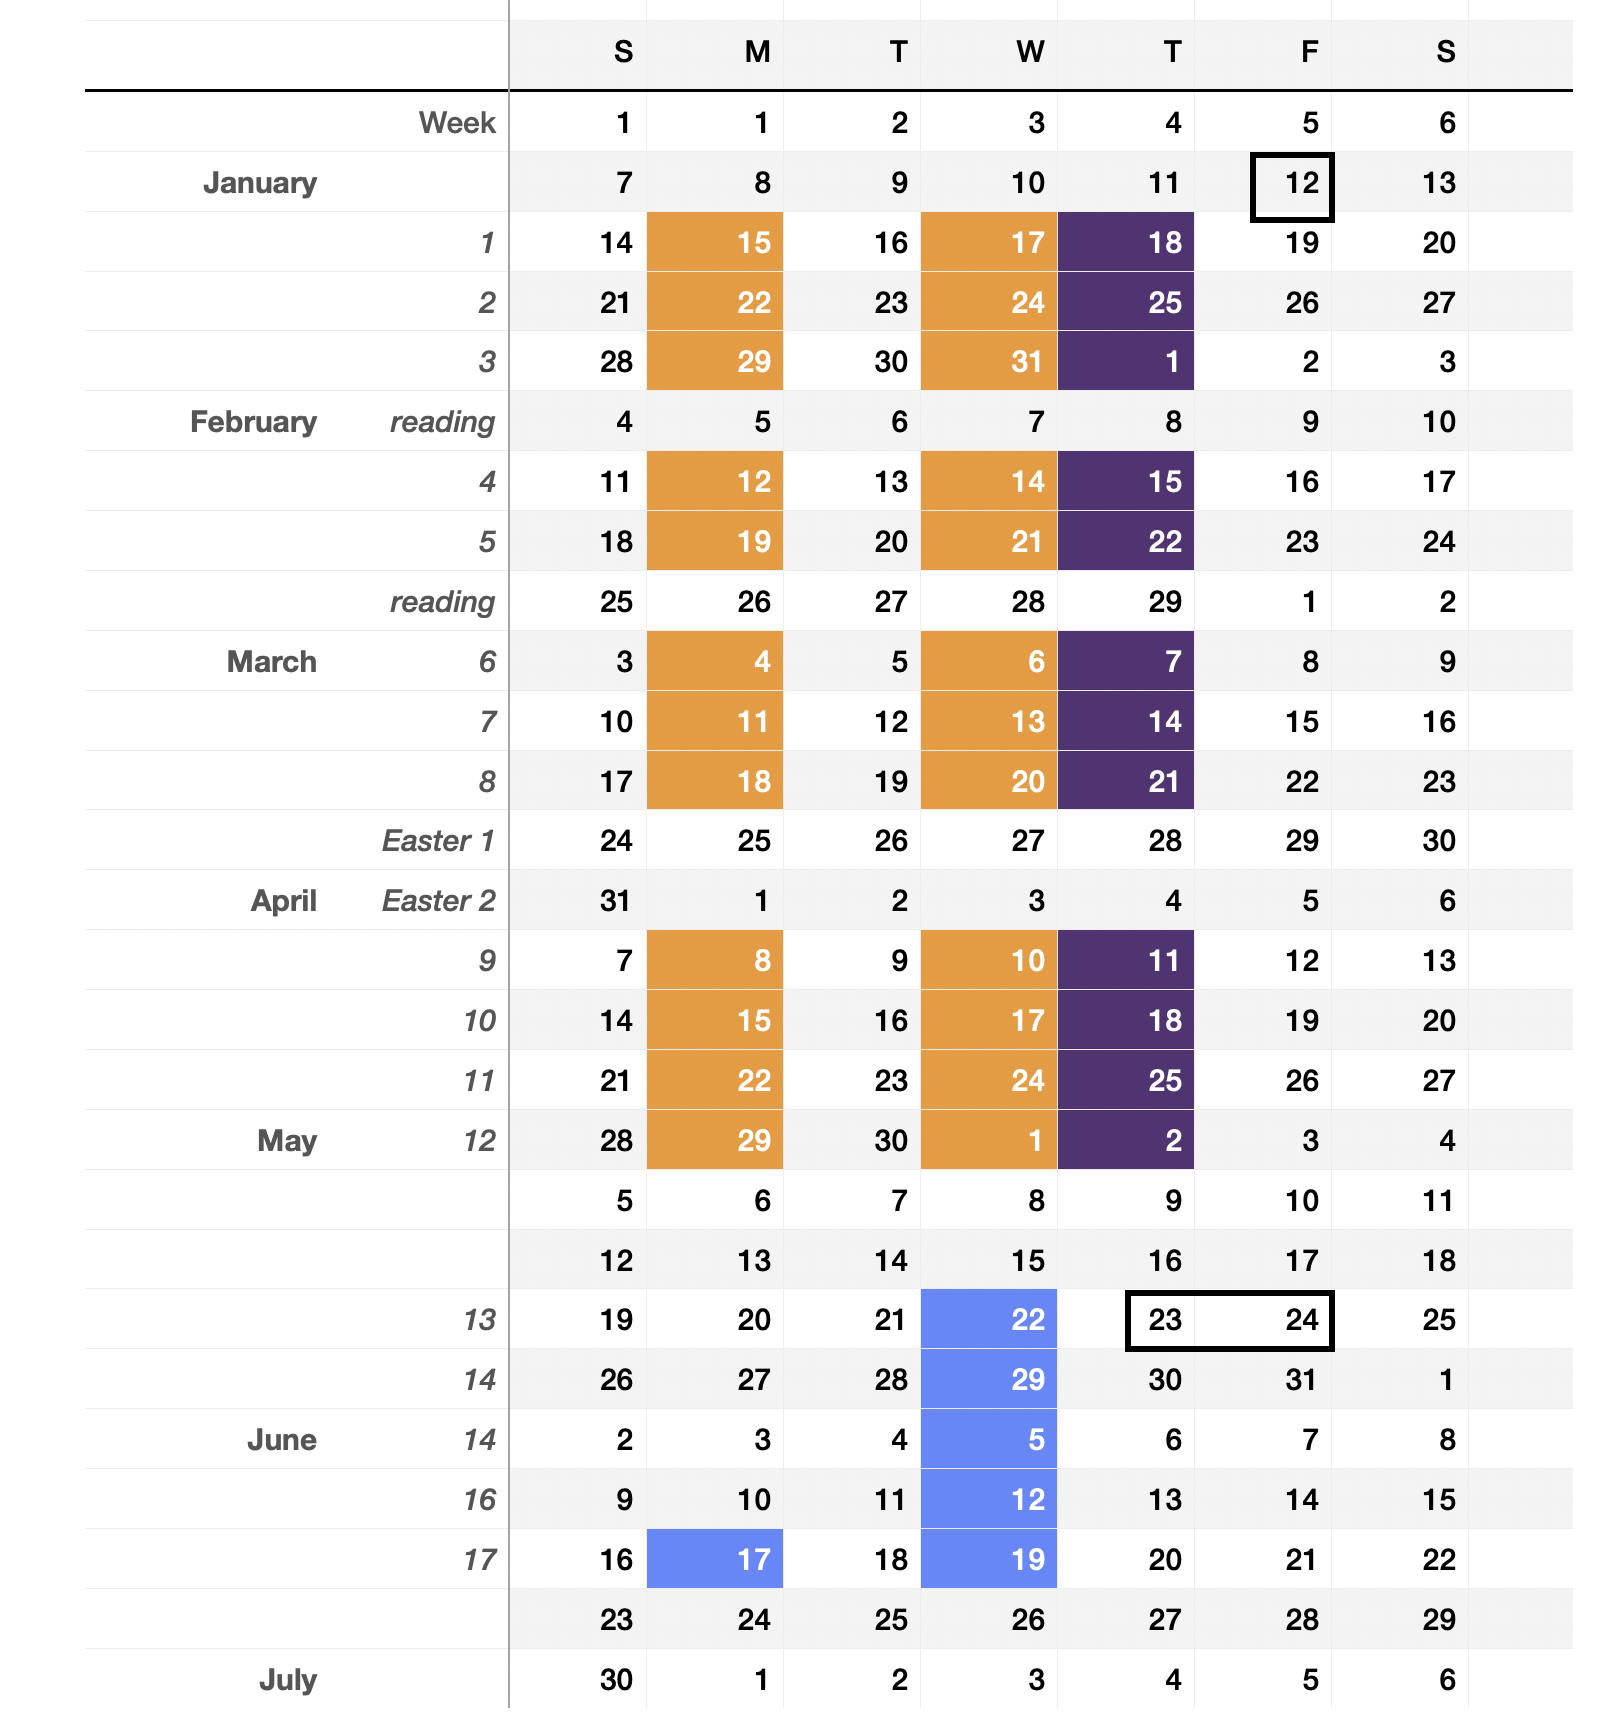 S M T W T F S
Week 1 1 2 3 4 5 6
January 7 8 9 10 11 12 13
1 14 15 16 17 18 19 20
2 21 22 23 24 25 26 27
3 28 29 30 31 1 2 3
February reading 4 5 6 7 8 9 10
4 11 12 13 14 15 16 17
5 18 19 20 21 22 23 24
reading 25 26 27 28 29 1 2
March 6 3 4 5 6 7 8 9
7 10 11 12 13 14 15 16
8 17 18 19 20 21 22 23
Easter 1 24 25 26 27 28 29 30
April Easter 2 31 1 2 3 4 5 6
9 7 8 9 10 11 12 13
10 14 15 16 17 18 19 20
11 21 22 23 24 25 26 27
May 12 28 29 30 1 2 3 4
5 6 7 8 9 10 11
12 13 14 15 16 17 18
13 19 20 21 22 23 24 25
14 26 27 28 29 30 31 1
June 14 2 3 4 5 6 7 8
16 9 10 11 12 13 14 15
17 16 17 18 19 20 21 22
23 24 25 26 27 28 29
July 30 1 2 3 4 5 6